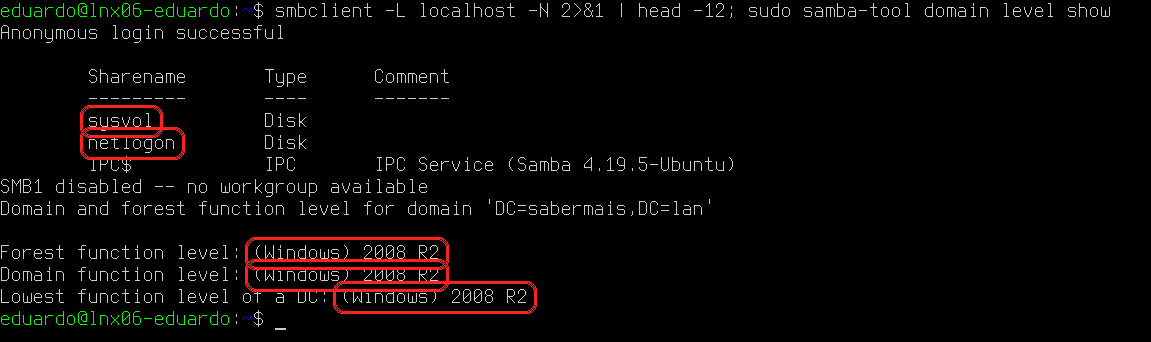 eduardo@lnx06-eduardo:~$ smbclient -L localhost -N 2>&1 | head -12; sudo samba-tool domain level show
Anonymous login successful
Sharename Type Comment
--------- ---- -------
sysvol Disk
netlogon Disk
IPC$ IPC IPC Service (Samba 4.19.5-Ubuntu)
SMB1 disabled -- no workgroup available
Domain and forest function level for domain 'DC=sabermais,DC=lan'
Forest function level: (Windows) 2008 R2
Domain function level: (Windows) 2008 R2
Lowest function level of a DC: (Windows) 2008 R2
eduardo@lnx06-eduardo:~$ _